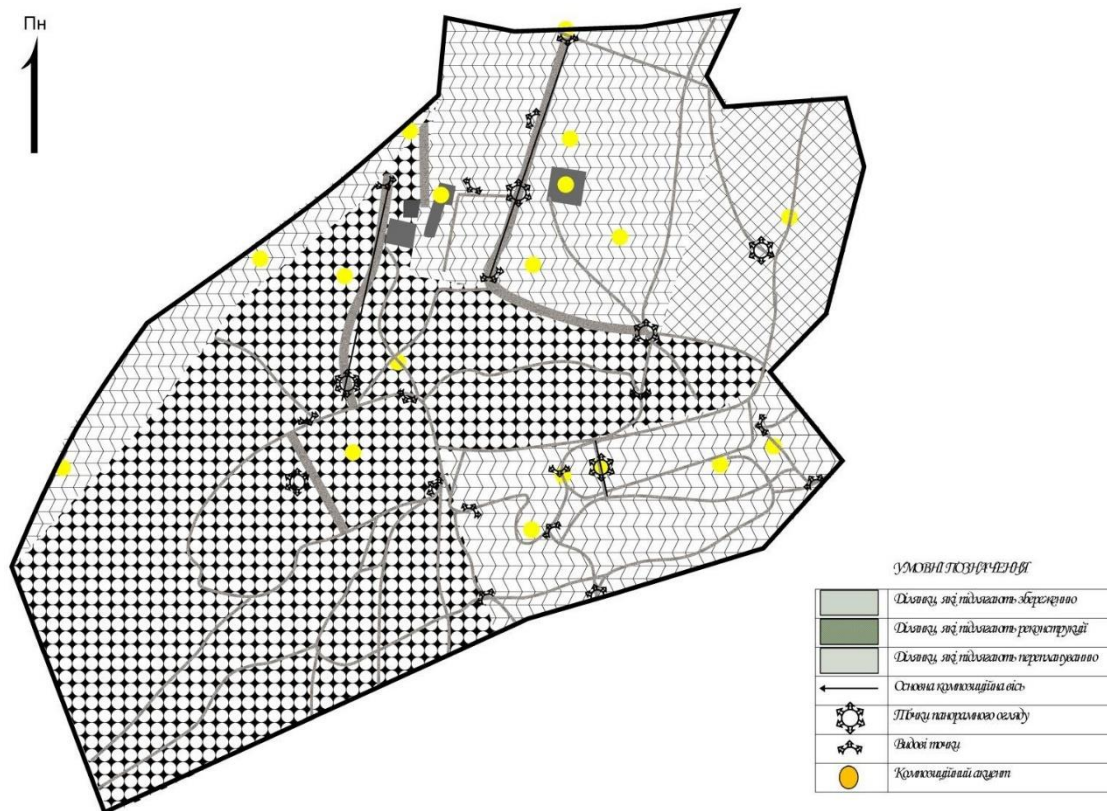 Пн
УМОВНІ ПОЗНАЧЕННЯ
Ділянки, які підлягають збереженню
Ділянки, які підлягають реконструкції
Ділянки, які підлягають переплануванню
Основна композиційна вісь
Точки панорамного огляду
Видові точки
Композиційний акцент